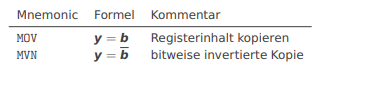 Mnemonic Formel Kommentar
MOV y = b Registerinhalt kopieren
MVN y = b̅ bitweise invertierte Kopie